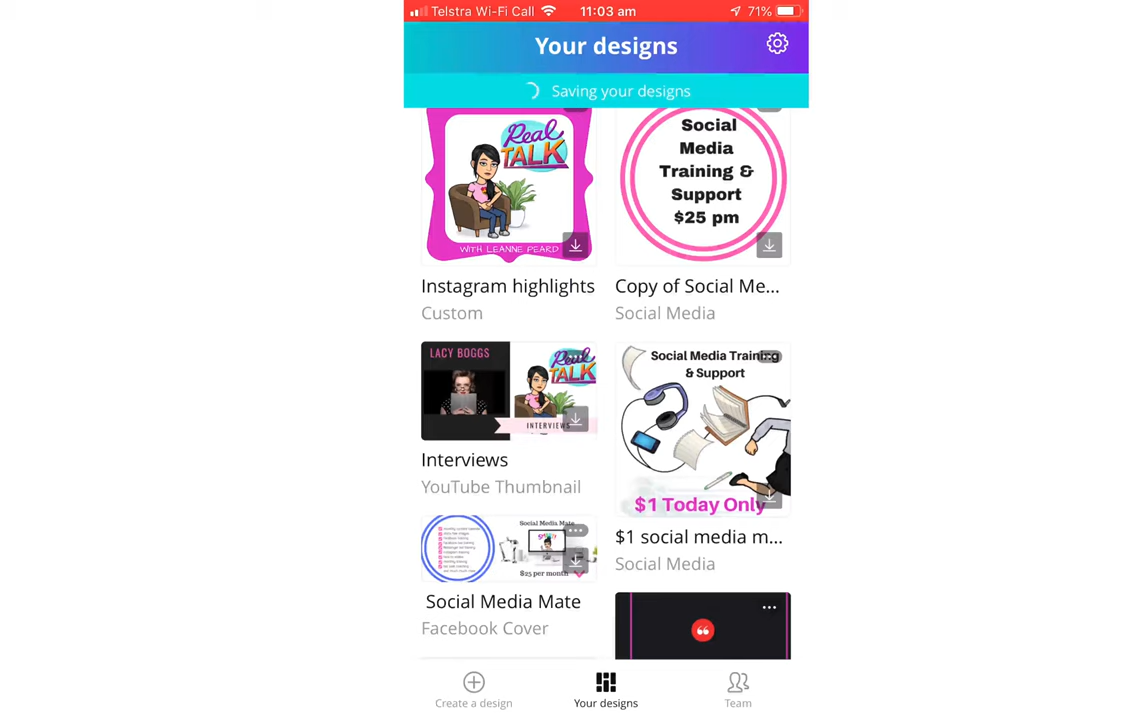 Telstra Wi-Fi Call 11:03 am 71%
Your designs
Saving your designs
Real
TALK
WITH LEANNE PEARD
Instagram highlights
Custom
Social
Media
Training &
Support
$25 pm
Copy of Social Me...
Social Media
LACY BOGGS
Real
TALK
INTERVIEWS
Interviews
YouTube Thumbnail
Social Media Training
& Support
$1 Today Only
$1 social media m...
Social Media
Social Media Mate
$25 per month
Social Media Mate
Facebook Cover
Create a design
Your designs
Team